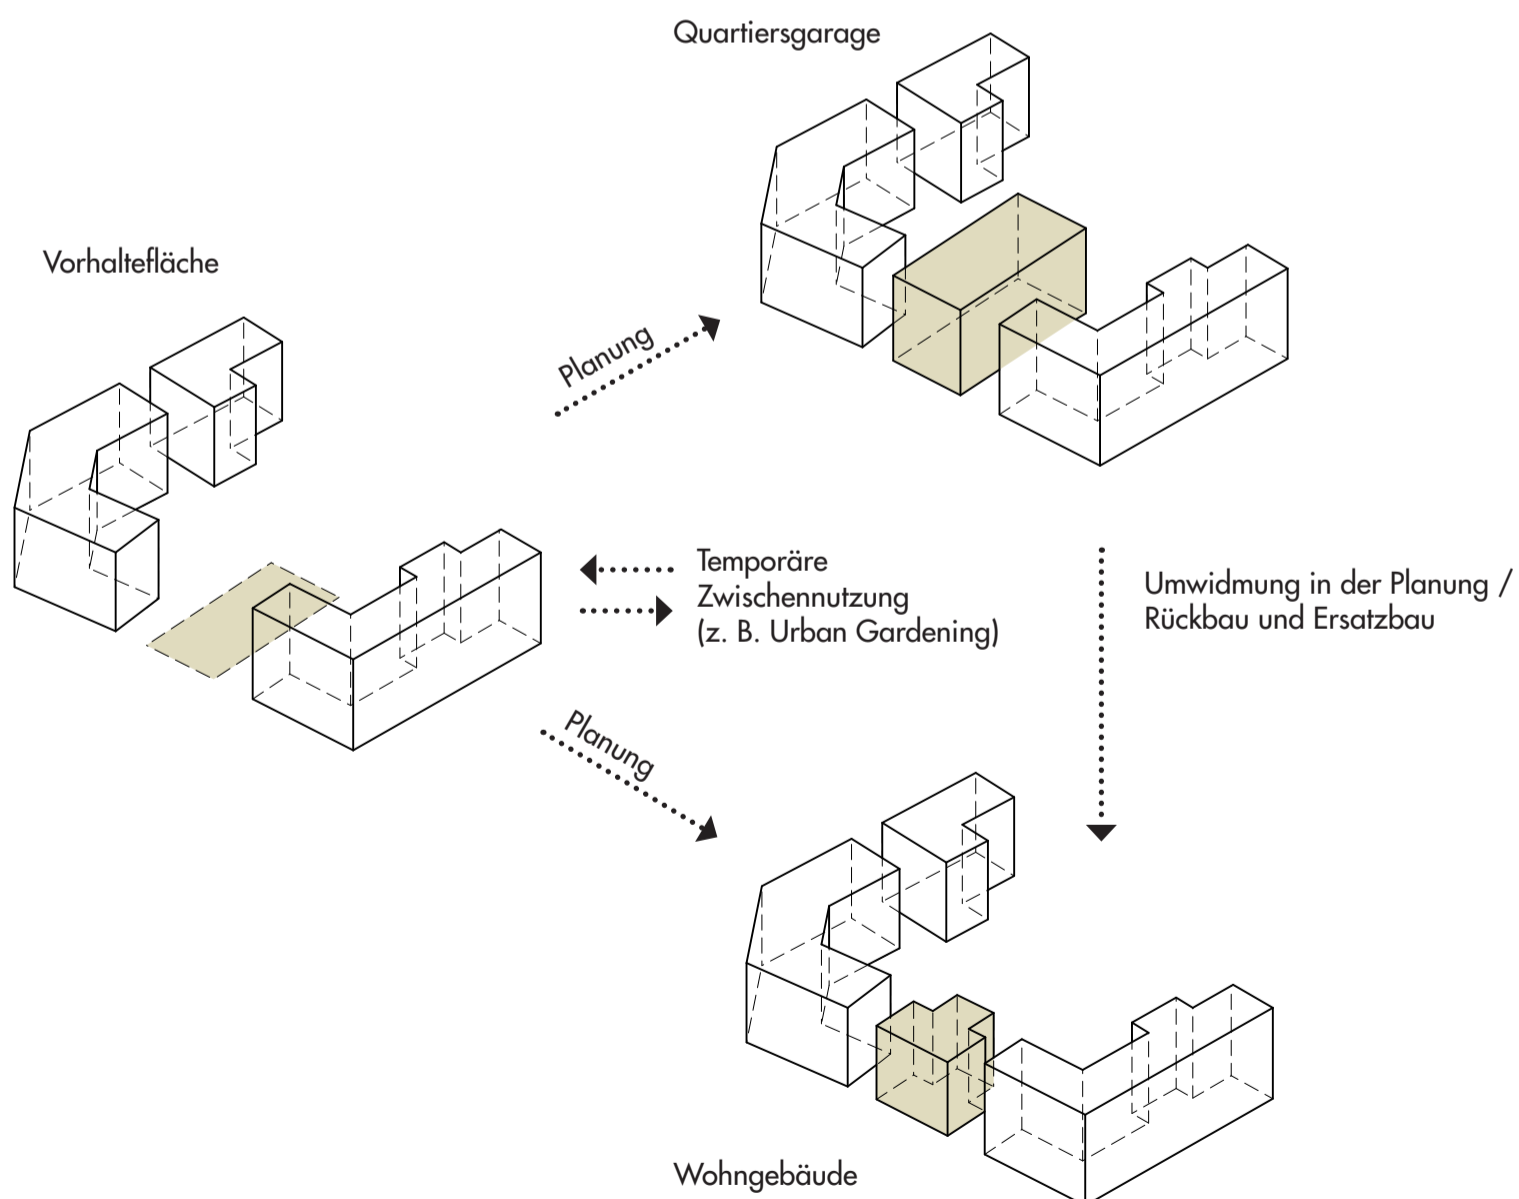 Quartiersgarage
Vorhaltefläche
Planung
Temporäre
Zwischennutzung
(z. B. Urban Gardening)
Umwidmung in der Planung /
Rückbau und Ersatzbau
Planung
Wohngebäude